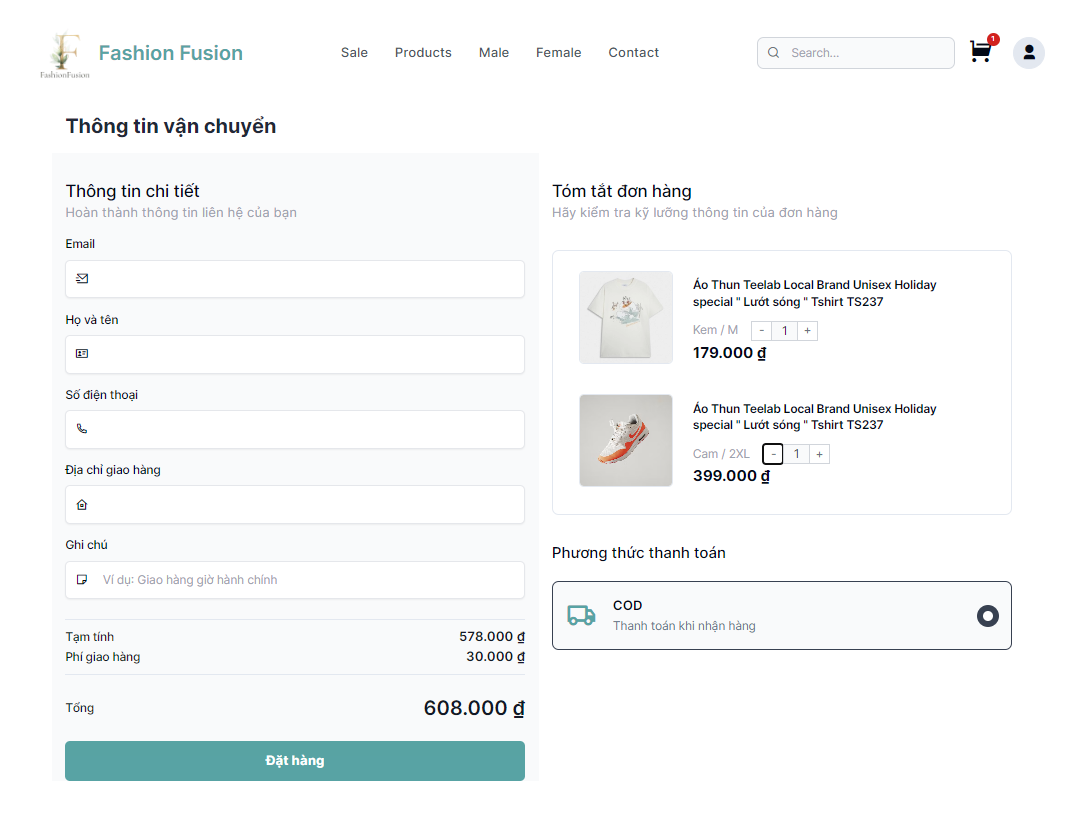 FashionFusion
Fashion Fusion
Sale
Products
Male
Female
Contact
Search...
1
Thông tin vận chuyển
Thông tin chi tiết
Hoàn thành thông tin liên hệ của bạn
Email
Họ và tên
Số điện thoại
Địa chỉ giao hàng
Ghi chú
Ví dụ: Giao hàng giờ hành chính
Tạm tính 578.000 ₫
Phí giao hàng 30.000 ₫
Tổng 608.000 ₫
Đặt hàng
Tóm tắt đơn hàng
Hãy kiểm tra kỹ lưỡng thông tin của đơn hàng
Áo Thun Teelab Local Brand Unisex Holiday
special " Lướt sóng " Tshirt TS237
Kem / M - 1 +
179.000 ₫
Áo Thun Teelab Local Brand Unisex Holiday
special " Lướt sóng " Tshirt TS237
Cam / 2XL - 1 +
399.000 ₫
Phương thức thanh toán
COD
Thanh toán khi nhận hàng